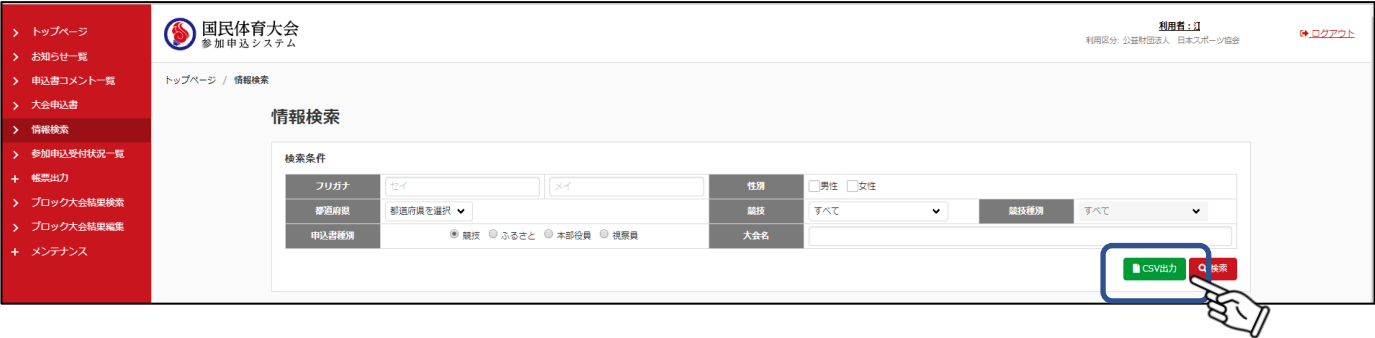 トップページ
お知らせ一覧
申込書コメント一覧
大会申込書
情報検索
参加申込受付状況一覧
帳票出力
ブロック大会結果検索
ブロック大会結果編集
メンテナンス
国民体育大会
参加申込システム
利用者：江
利用区分: 公益財団法人 日本スポーツ協会
ログアウト
トップページ / 情報検索
情報検索
検索条件
フリガナ セイ メイ 性別 男性 女性
都道府県 都道府県を選択 競技 すべて 競技種別 すべて
申込書種別 競技 ふるさと 本部役員 視察員 大会名
CSV出力 検索